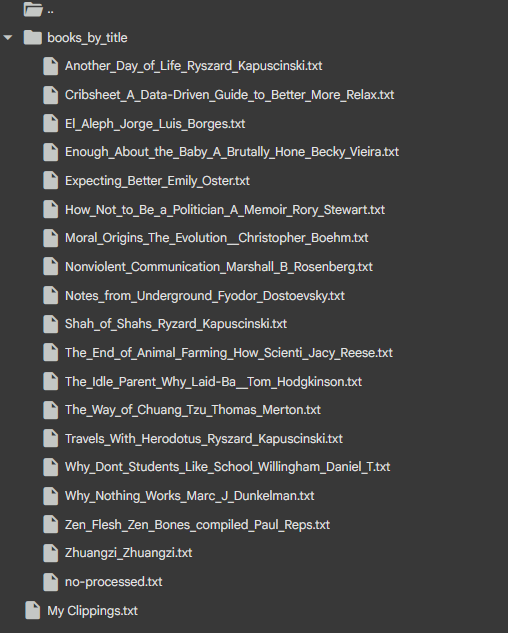 ..
books_by_title
Another_Day_of_Life_Ryszard_Kapuscinski.txt
Cribsheet_A_Data-Driven_Guide_to_Better_More_Relax.txt
El_Aleph_Jorge_Luis_Borges.txt
Enough_About_the_Baby_A_Brutally_Hone_Becky_Vieira.txt
Expecting_Better_Emily_Oster.txt
How_Not_to_Be_a_Politician_A_Memoir_Rory_Stewart.txt
Moral_Origins_The_Evolution__Christopher_Boehm.txt
Nonviolent_Communication_Marshall_B_Rosenberg.txt
Notes_from_Underground_Fyodor_Dostoevsky.txt
Shah_of_Shahs_Ryzard_Kapuscinski.txt
The_End_of_Animal_Farming_How_Scienti_Jacy_Reese.txt
The_Idle_Parent_Why_Laid-Ba__Tom_Hodgkinson.txt
The_Way_of_Chuang_Tzu_Thomas_Merton.txt
Travels_With_Herodotus_Ryszard_Kapuscinski.txt
Why_Dont_Students_Like_School_Willingham_Daniel_T.txt
Why_Nothing_Works_Marc_J_Dunkelman.txt
Zen_Flesh_Zen_Bones_compiled_Paul_Reps.txt
Zhuangzi_Zhuangzi.txt
no-processed.txt
My Clippings.txt